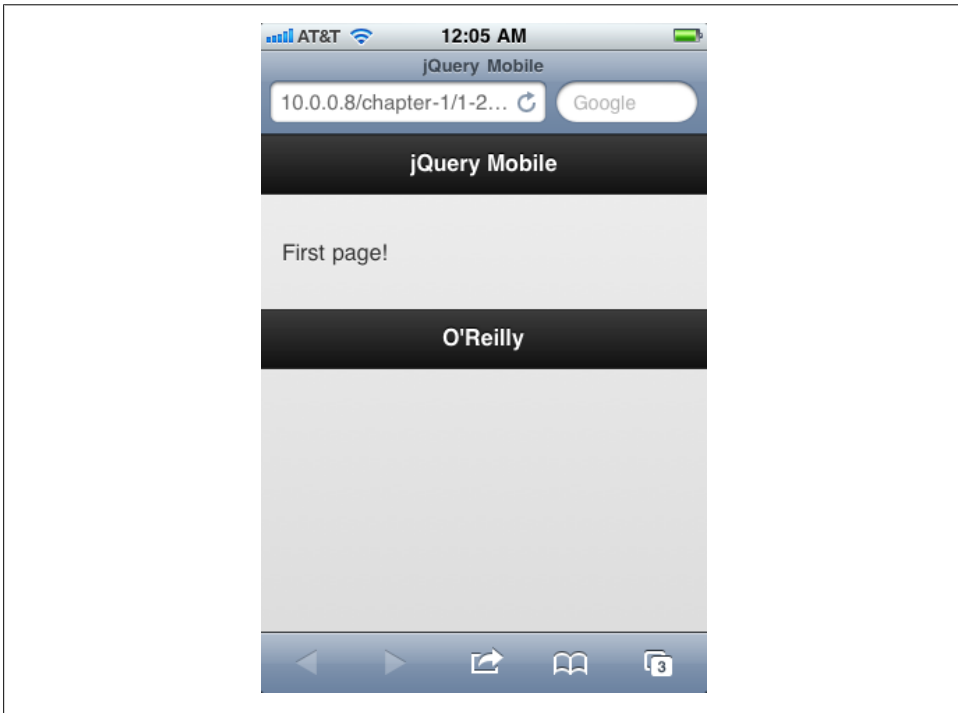 AT&T 12:05 AM
jQuery Mobile
10.0.0.8/chapter-1/1-2... Google
jQuery Mobile
First page!
O'Reilly
3